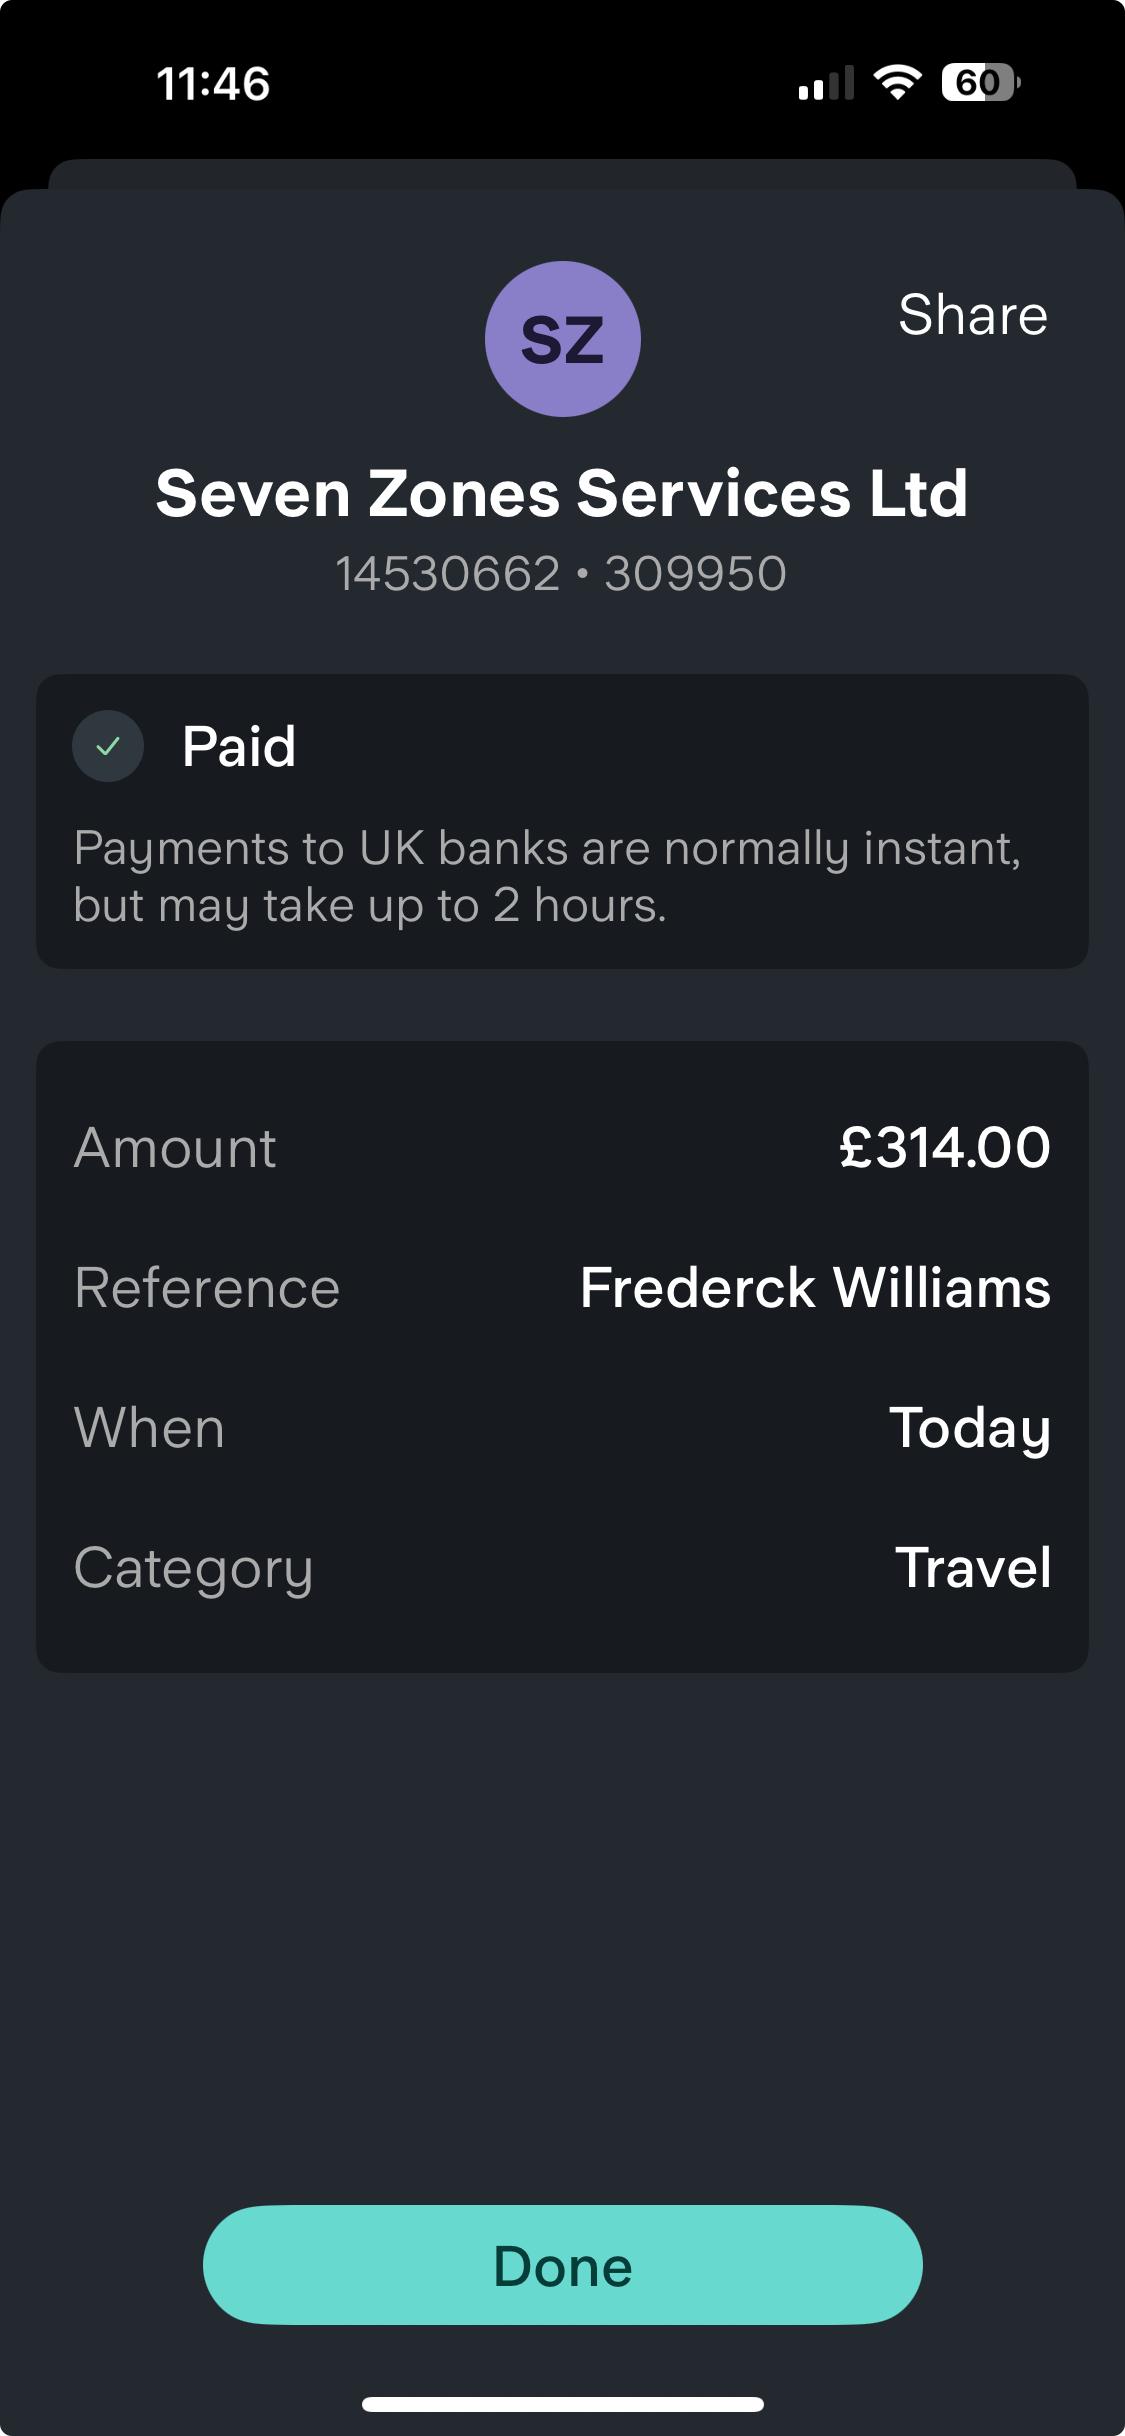 11:46
60
SZ
Share
Seven Zones Services Ltd
14530662 • 309950
Paid
Payments to UK banks are normally instant,
but may take up to 2 hours.
Amount £314.00
Reference Frederck Williams
When Today
Category Travel
Done